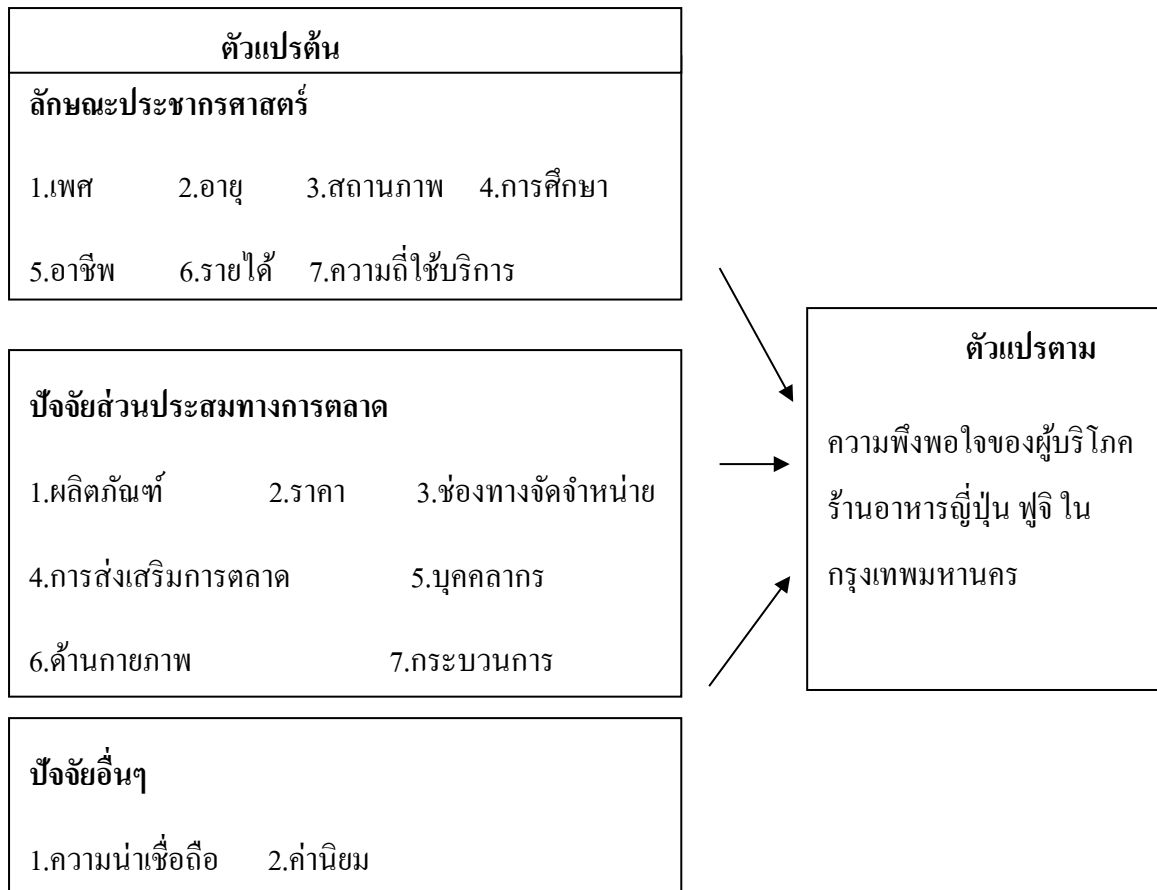 ตัวแปรต้น
ลักษณะประชากรศาสตร์
1.เพศ 2.อายุ 3.สถานภาพ 4.การศึกษา
5.อาชีพ 6.รายได้ 7.ความถี่ใช้บริการ
ปัจจัยส่วนประสมทางการตลาด
1.ผลิตภัณฑ์ 2.ราคา 3.ช่องทางจัดจำหน่าย
4.การส่งเสริมการตลาด 5.บุคคลากร
6.ด้านกายภาพ 7.กระบวนการ
ปัจจัยอื่นๆ
1.ความน่าเชื่อถือ 2.ค่านิยม
ตัวแปรตาม
ความพึงพอใจของผู้บริโภค
ร้านอาหารญี่ปุ่น ฟูจิ ใน
กรุงเทพมหานคร